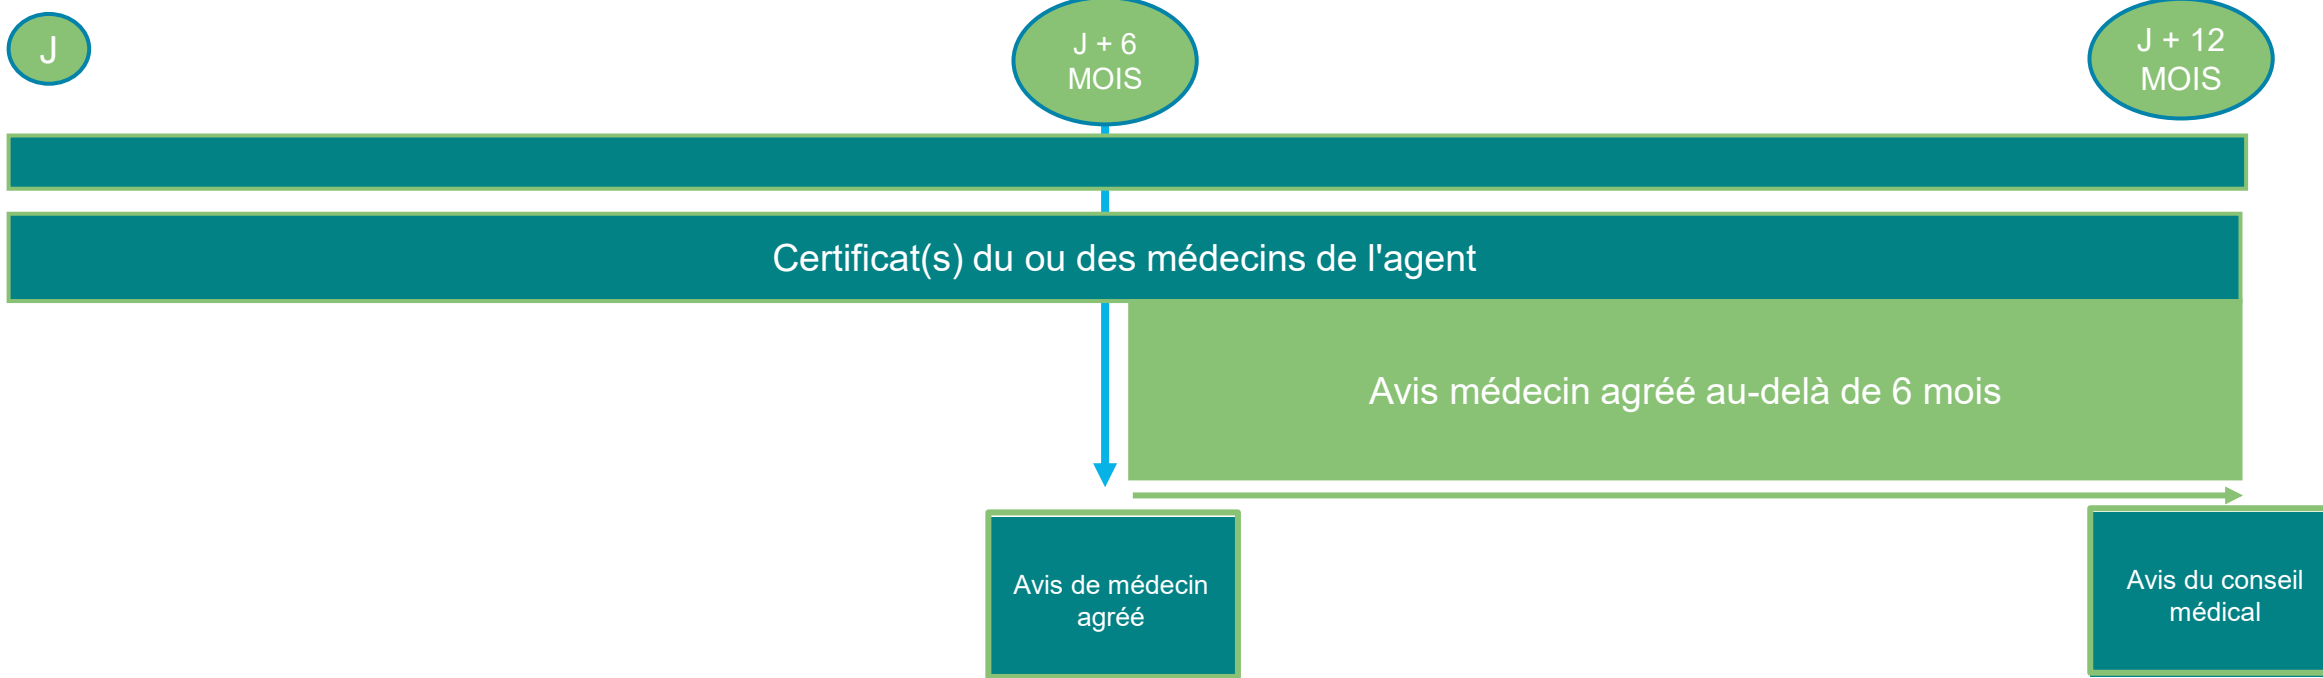 J
J + 6
MOIS
J + 12
MOIS
Certificat(s) du ou des médecins de l'agent
Avis médecin agréé au-delà de 6 mois
Avis de médecin
agréé
Avis du conseil
médical